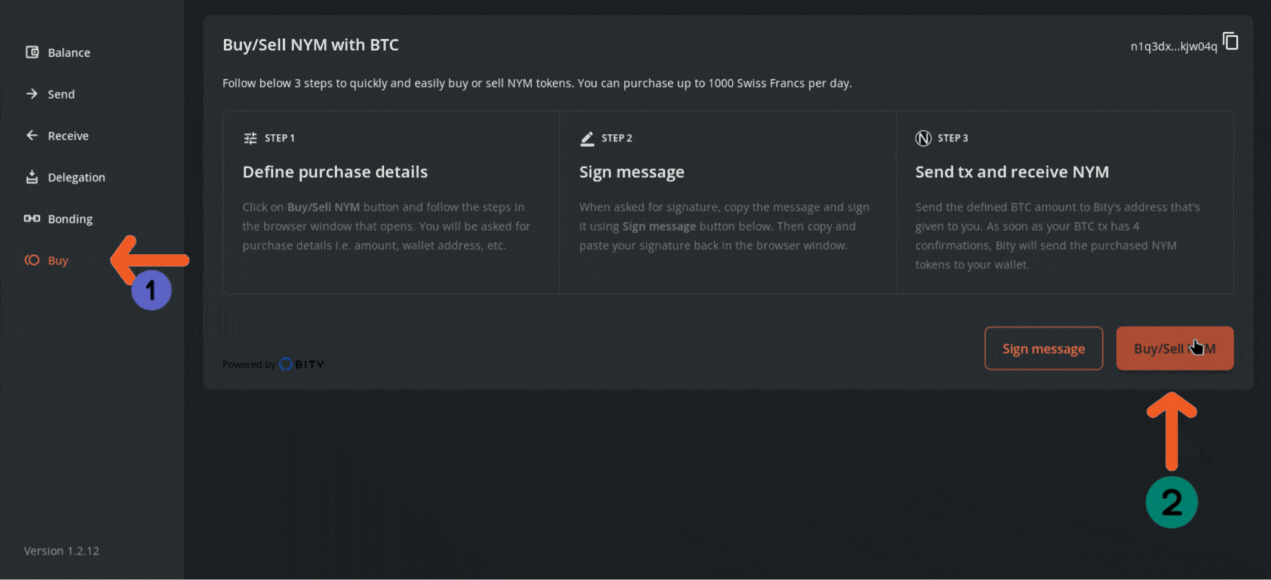 Balance
Send
Receive
Delegation
Bonding
Buy
1
Version 1.2.12
Buy/Sell NYM with BTC
n1q3dx...kjw04q
Follow below 3 steps to quickly and easily buy or sell NYM tokens. You can purchase up to 1000 Swiss Francs per day.
STEP 1
Define purchase details
Click on Buy/Sell NYM button and follow the steps in
the browser window that opens. You will be asked for
purchase details i.e. amount, wallet address, etc.
STEP 2
Sign message
When asked for signature, copy the message and sign
it using Sign message button below. Then copy and
paste your signature back in the browser window.
N STEP 3
Send tx and receive NYM
Send the defined BTC amount to Bity's address that's
given to you. As soon as your BTC tx has 4
confirmations, Bity will send the purchased NYM
tokens to your wallet.
Powered by BITY
Sign message
Buy/Sell NYM
2